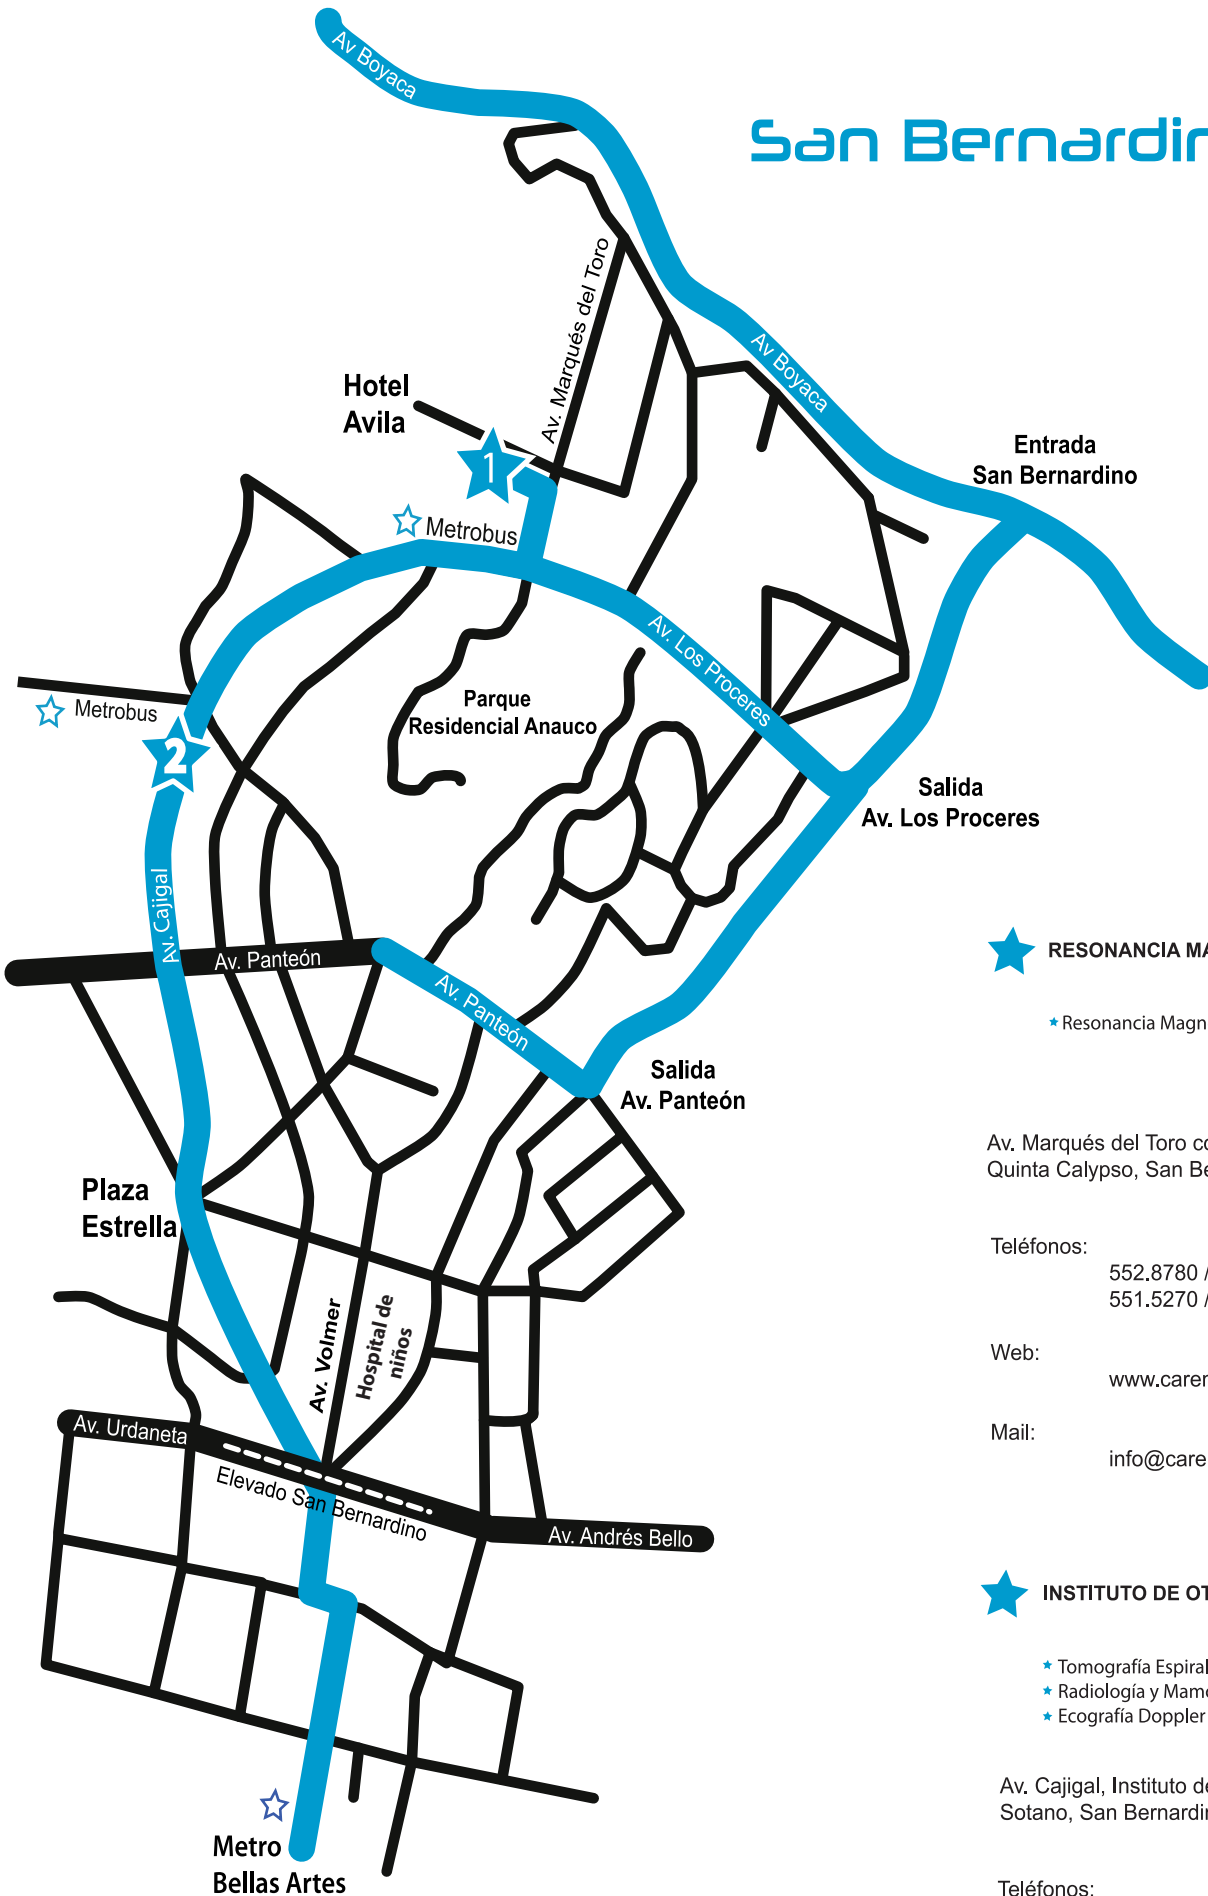 Av Boyaca
San Bernardin
Av. Marqués del Toro
Av Boyaca
Hotel
Avila
1
Entrada
San Bernardino
Metrobus
Av. Los Proceres
Parque
Residencial Anauco
Metrobus
2
Salida
Av. Los Proceres
Av. Cajigal
Av. Panteón
Av. Panteón
Salida
Av. Panteón
Plaza
Estrella
Av. Volmer
Hospital de
niños
Av. Urdaneta
Elevado San Bernardino
Av. Andrés Bello
Metro
Bellas Artes
RESONANCIA MA
Resonancia Magn
Av. Marqués del Toro co
Quinta Calypso, San Be
Teléfonos:
552.8780 /
551.5270 /
Web:
www.carer
Mail:
info@care
INSTITUTO DE OT
Tomografía Espiral
Radiología y Mamo
Ecografía Doppler
Av. Cajigal, Instituto de
Sotano, San Bernardin
Teléfonos: